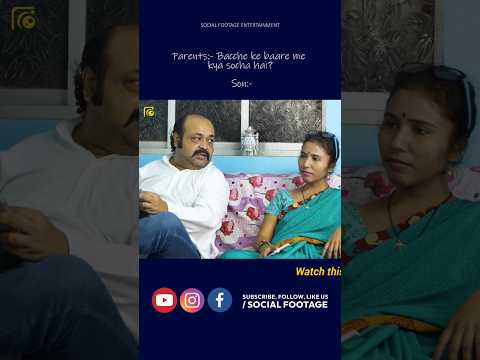 SOCIAL FOOTAGE ENTERTAINMENT
Parents:- Bacche ke baare me
kya socha hai?
Son:-
Watch this
SUBSCRIBE, FOLLOW, LIKE US
/ SOCIAL FOOTAGE